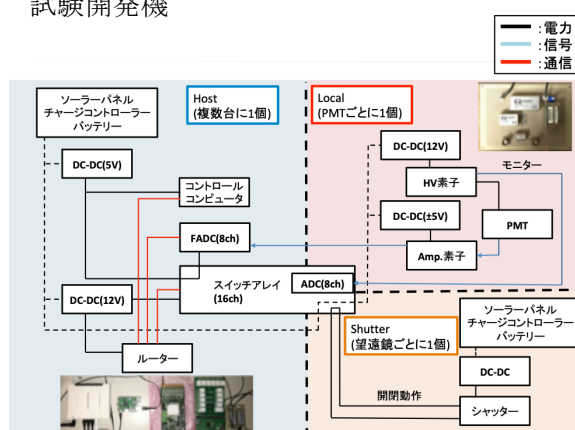 試験開発機
:電力
:信号
:通信
ソーラーパネル
チャージコントローラー
バッテリー
Host
(複数台に1個)
Local
(PMTごとに1個)
DC-DC(5V)
コントロール
コンピュータ
FADC(8ch)
スイッチアレイ
(16ch)
ADC(8ch)
DC-DC(12V)
ルーター
DC-DC(12V)
モニター
HV素子
DC-DC(±5V)
PMT
Amp.素子
Shutter
(望遠鏡ごとに1個)
ソーラーパネル
チャージコントローラー
バッテリー
DC-DC
開閉動作
シャッター